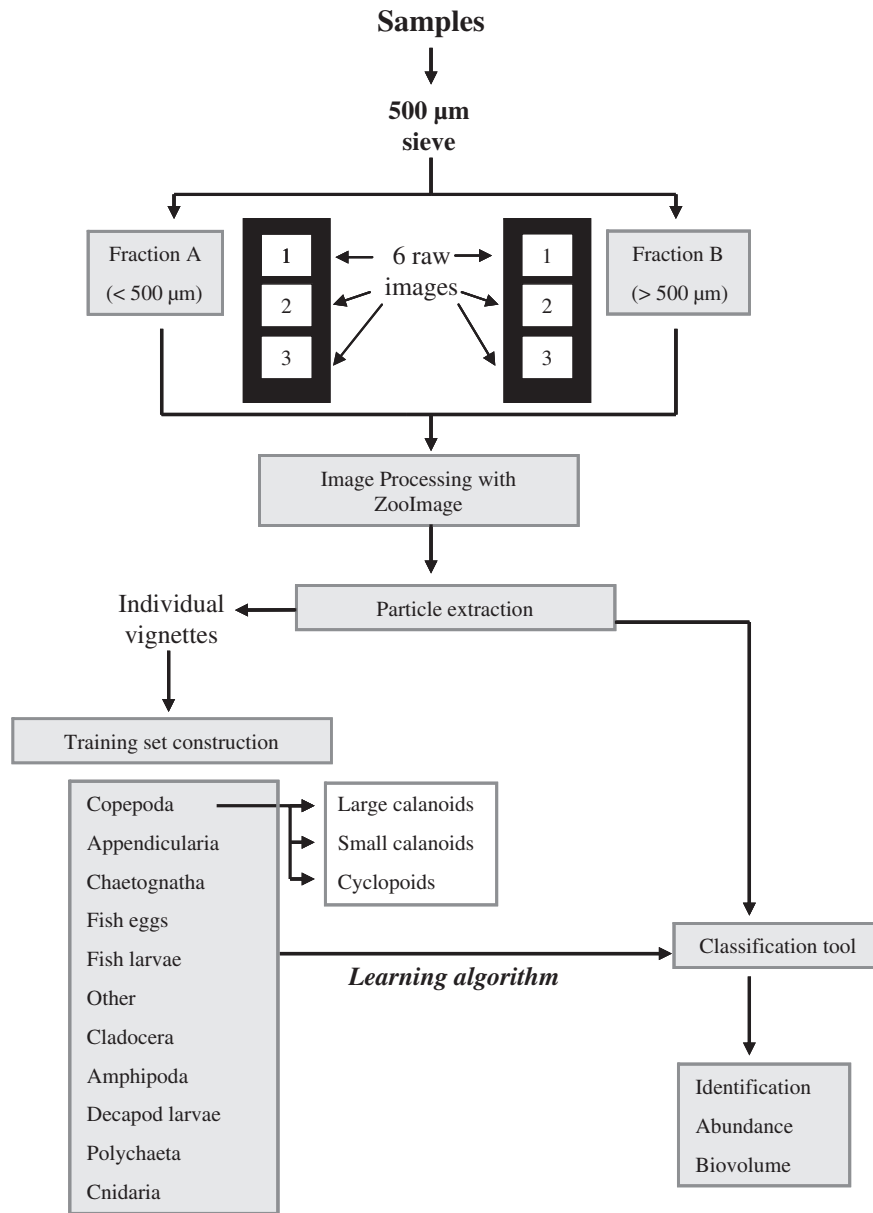 Samples
500 µm
sieve
Fraction A
(< 500 µm)
1
2
3
6 raw
images
1
2
3
Fraction B
(> 500 µm)
Image Processing with
ZooImage
Particle extraction
Individual
vignettes
Training set construction
Copepoda
Appendicularia
Chaetognatha
Fish eggs
Fish larvae
Other
Cladocera
Amphipoda
Decapod larvae
Polychaeta
Cnidaria
Large calanoids
Small calanoids
Cyclopoids
Learning algorithm
Classification tool
Identification
Abundance
Biovolume